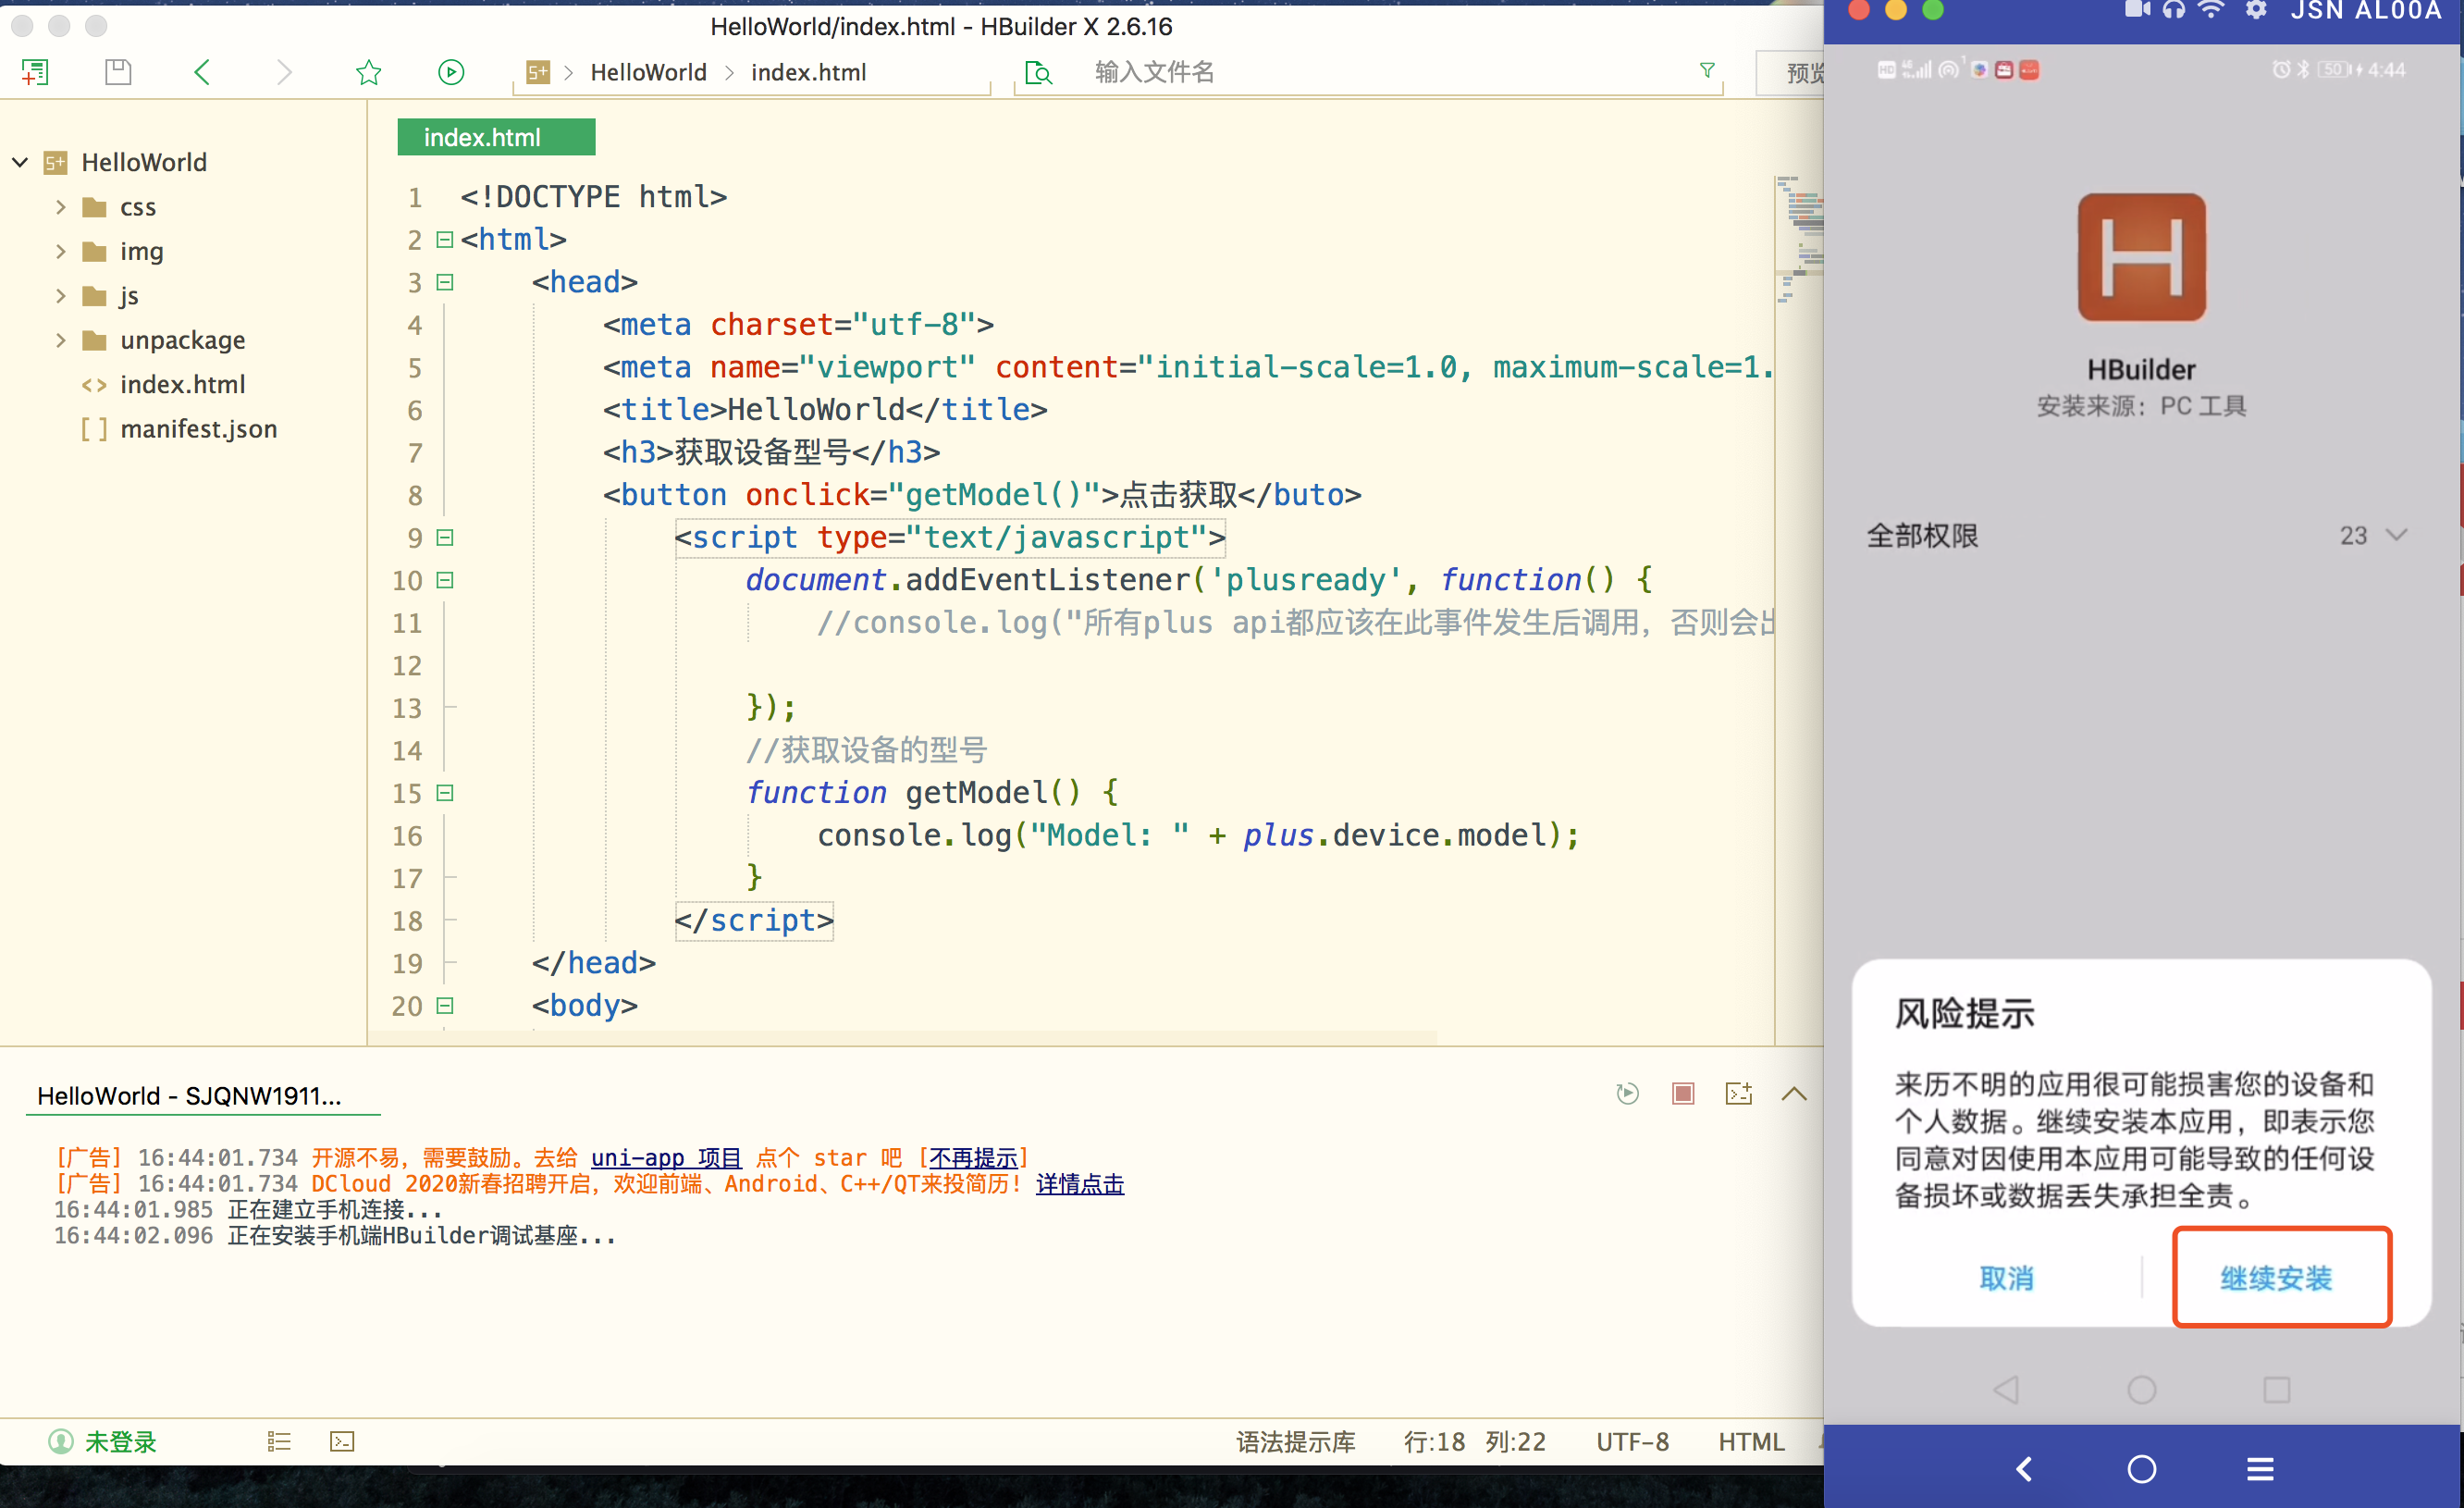 HelloWorld/index.html - HBuilder X 2.6.16
HelloWorld > index.html
输入文件名
预览
HelloWorld
css
img
js
unpackage
index.html
manifest.json
index.html
1 <!DOCTYPE html>
2 <html>
3 <head>
4 <meta charset="utf-8">
5 <meta name="viewport" content="initial-scale=1.0, maximum-scale=1.
6 <title>HelloWorld</title>
7 <h3>获取设备型号</h3>
8 <button onclick="getModel()">点击获取</buto>
9 <script type="text/javascript">
10 document.addEventListener('plusready', function() {
11 //console.log("所有plus api都应该在此事件发生后调用，否则会出
12
13 });
14 //获取设备的型号
15 function getModel() {
16 console.log("Model: " + plus.device.model);
17 }
18 </script>
19 </head>
20 <body>
HelloWorld - SJQNW1911...
[广告] 16:44:01.734 开源不易，需要鼓励。去给 uni-app 项目 点个 star 吧 [不再提示]
[广告] 16:44:01.734 DCloud 2020新春招聘开启，欢迎前端、Android、C++/QT来投简历! 详情点击
16:44:01.985 正在建立手机连接...
16:44:02.096 正在安装手机端HBuilder调试基座...
未登录
语法提示库 行:18 列:22 UTF-8 HTML
JSN AL00A
HD 50 4:44
HBuilder
安装来源：PC 工具
全部权限 23
风险提示
来历不明的应用很可能损害您的设备和
个人数据。继续安装本应用，即表示您
同意对因使用本应用可能导致的任何设
备损坏或数据丢失承担全责。
取消 继续安装